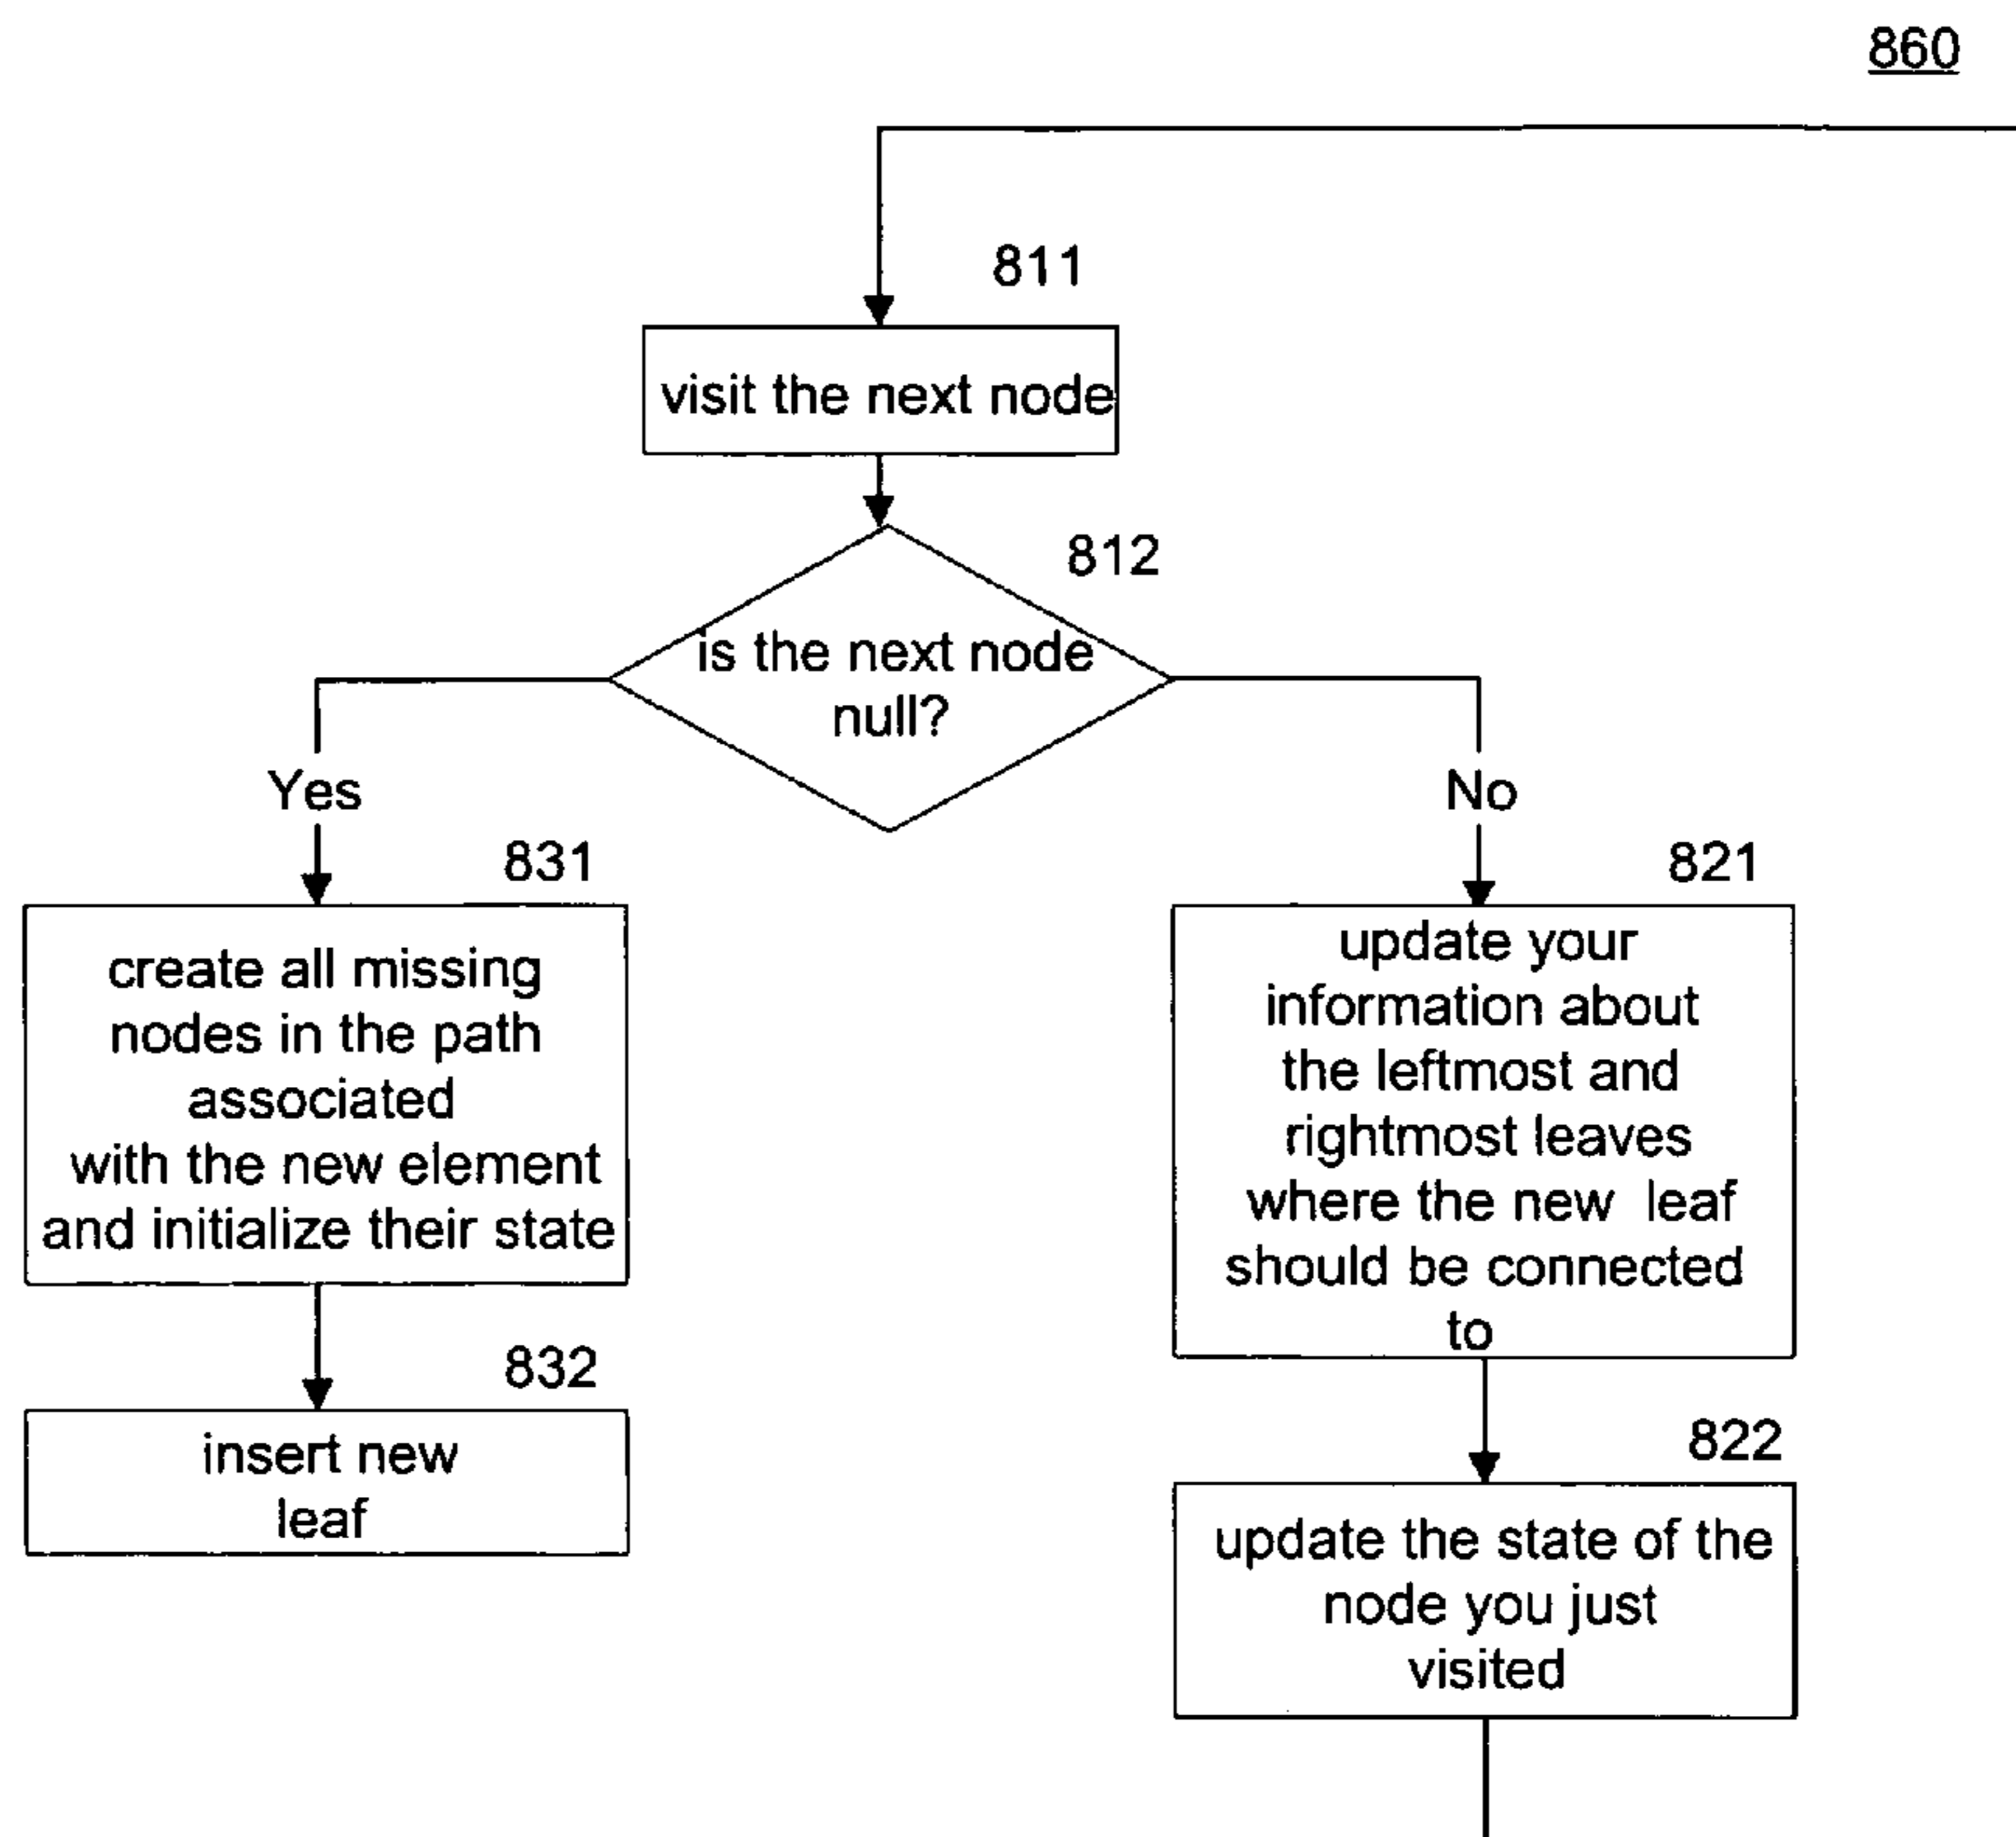 860
811
visit the next node
812
is the next node
null?
Yes
No
831
create all missing
nodes in the path
associated
with the new element
and initialize their state
821
update your
information about
the leftmost and
rightmost leaves
where the new leaf
should be connected
to
832
insert new
leaf
822
update the state of the
node you just
visited